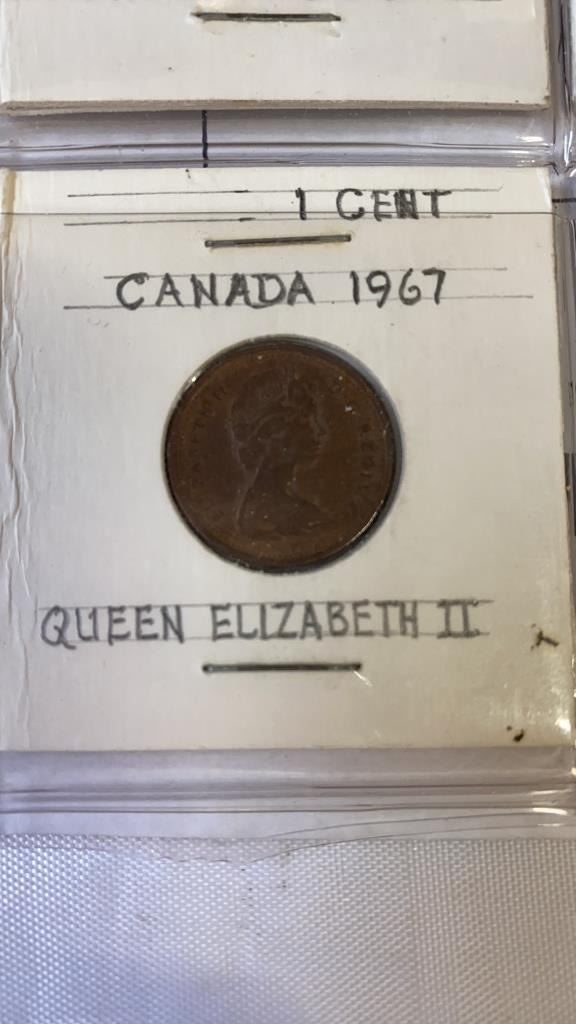 1 CENT
CANADA 1967
QUEEN ELIZABETH II